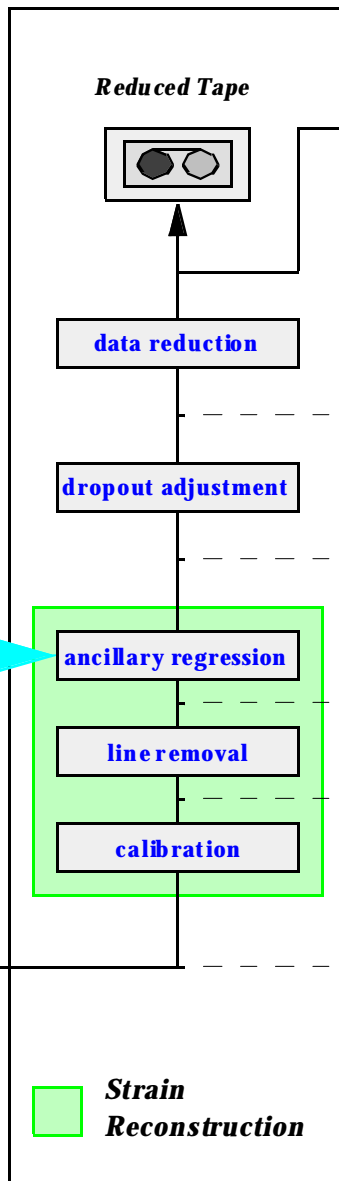 Reduced Tape
data reduction
dropout adjustment
ancillary regression
line removal
calibration
Strain
Reconstruction